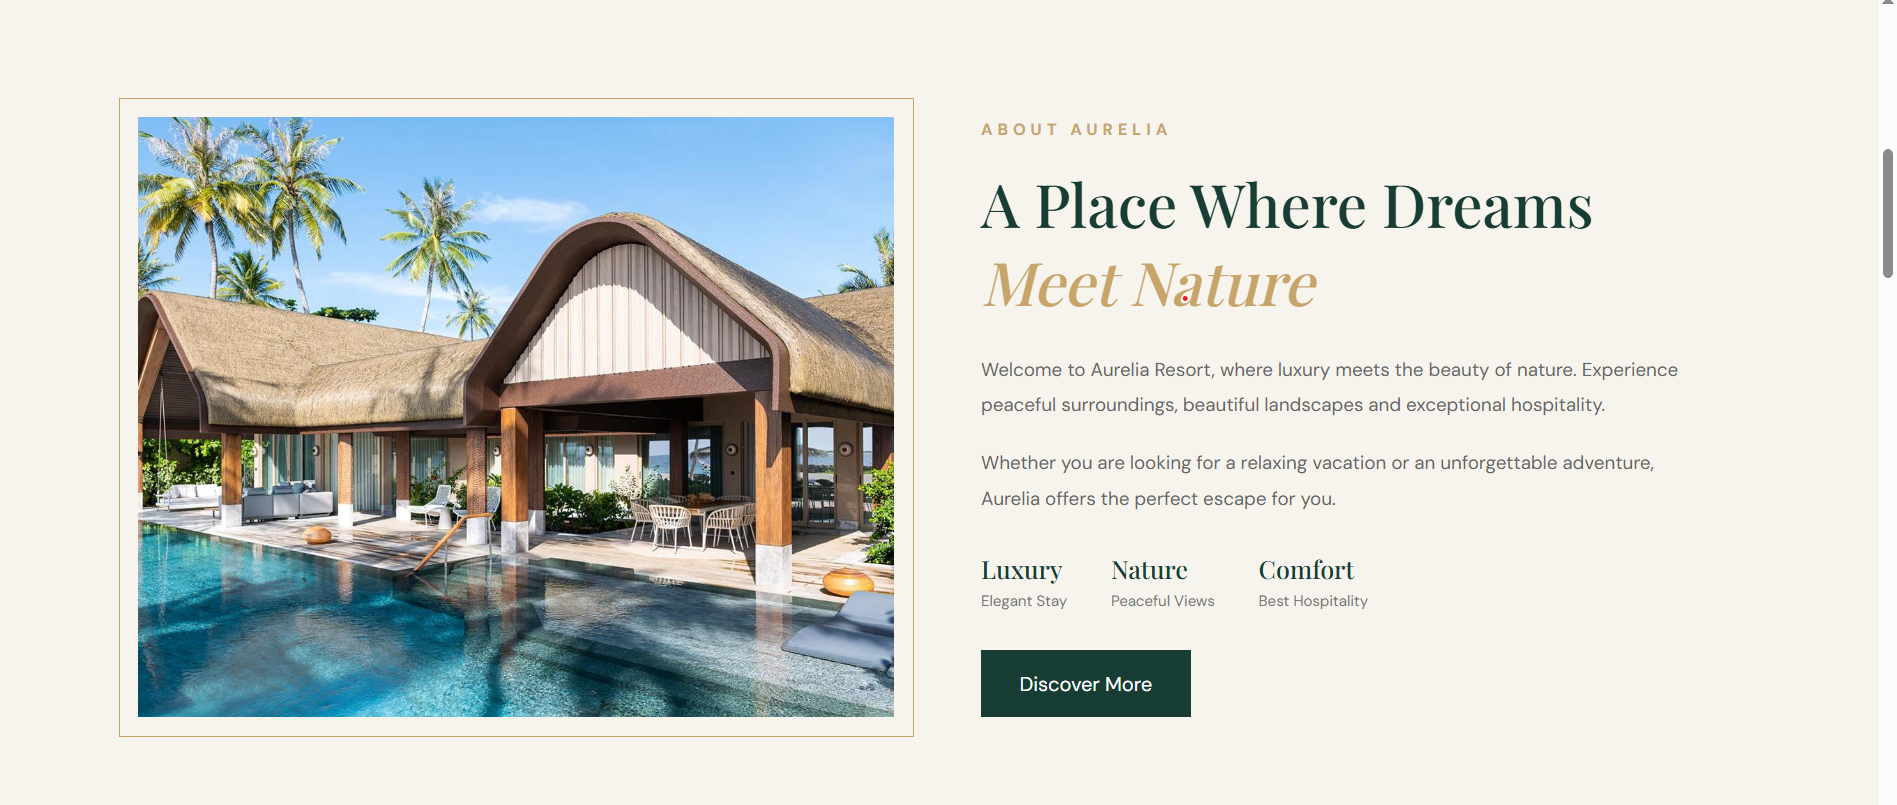 ABOUT AURELIA
A Place Where Dreams
Meet Nature
Welcome to Aurelia Resort, where luxury meets the beauty of nature. Experience
peaceful surroundings, beautiful landscapes and exceptional hospitality.
Whether you are looking for a relaxing vacation or an unforgettable adventure,
Aurelia offers the perfect escape for you.
Luxury
Elegant Stay
Nature
Peaceful Views
Comfort
Best Hospitality
Discover More